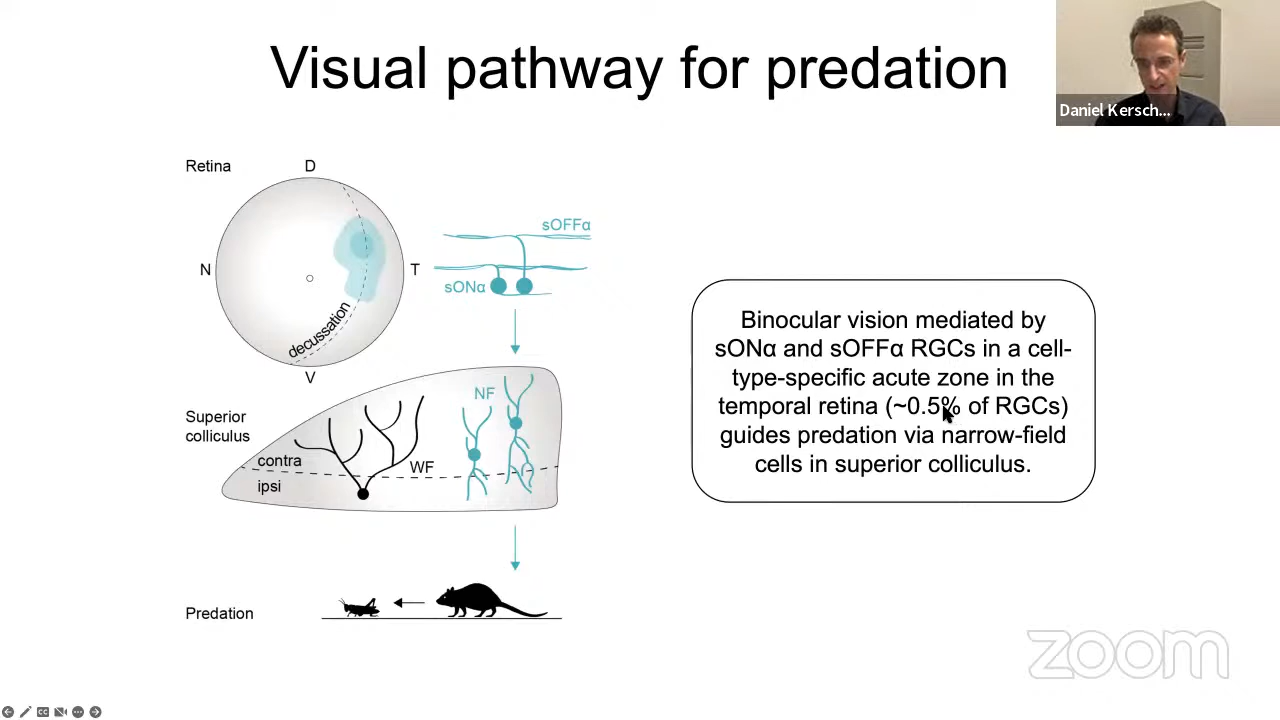 Visual pathway for predation
Daniel Kersch...
Retina
D
N
T
V
decussation
sOFFα
sONα
Superior
colliculus
contra
ipsi
WF
NF
Predation
Binocular vision mediated by
sONα and sOFFα RGCs in a cell-
type-specific acute zone in the
temporal retina (~0.5% of RGCs)
guides predation via narrow-field
cells in superior colliculus.
zoom